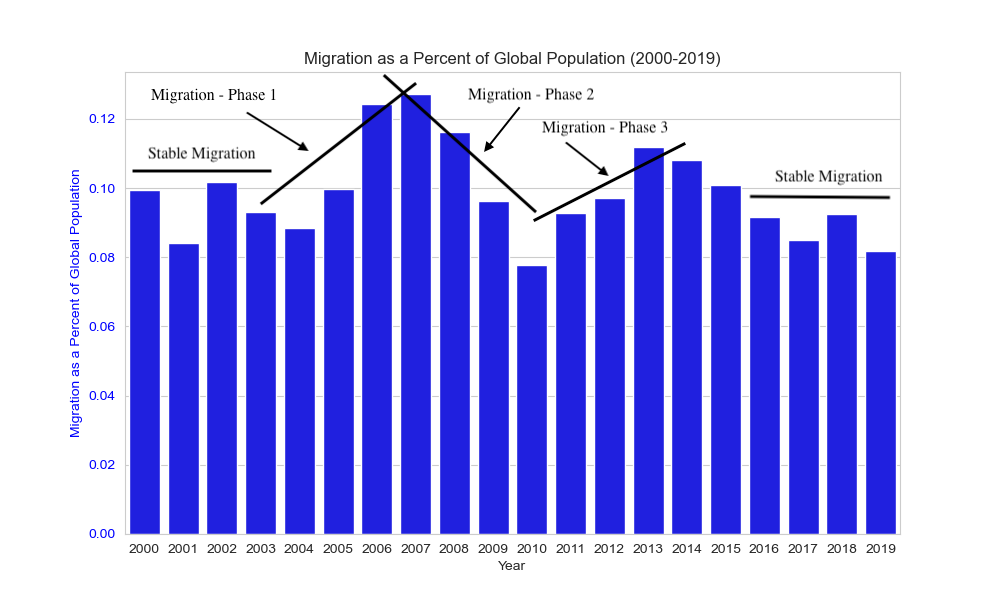 Migration as a Percent of Global Population (2000-2019)
Migration - Phase 1
Migration - Phase 2
Migration - Phase 3
Stable Migration
Stable Migration
Migration as a Percent of Global Population
0.12
0.10
0.08
0.06
0.04
0.02
0.00
2000 2001 2002 2003 2004 2005 2006 2007 2008 2009 2010 2011 2012 2013 2014 2015 2016 2017 2018 2019
Year